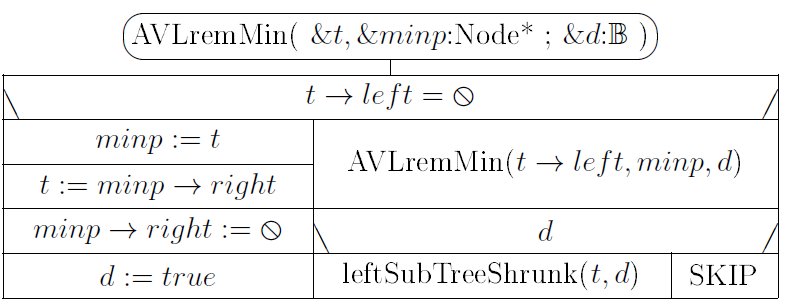 AVLremMin( &t, &minp:Node* ; &d:𝔹 )
t → left = ⦸
minp := t
AVLremMin(t → left, minp, d)
t := minp → right
minp → right := ⦸
d
d := true
leftSubTreeShrunk(t, d)
SKIP